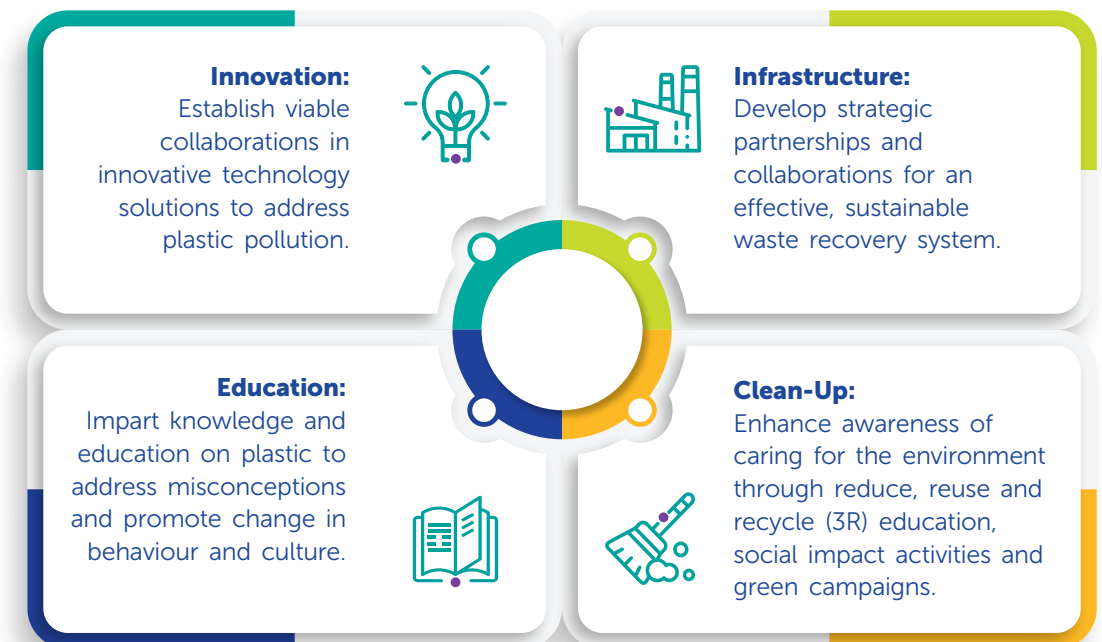 Innovation:
Establish viable
collaborations in
innovative technology
solutions to address
plastic pollution.
Infrastructure:
Develop strategic
partnerships and
collaborations for an
effective, sustainable
waste recovery system.
Education:
Impart knowledge and
education on plastic to
address misconceptions
and promote change in
behaviour and culture.
Clean-Up:
Enhance awareness of
caring for the environment
through reduce, reuse and
recycle (3R) education,
social impact activities and
green campaigns.